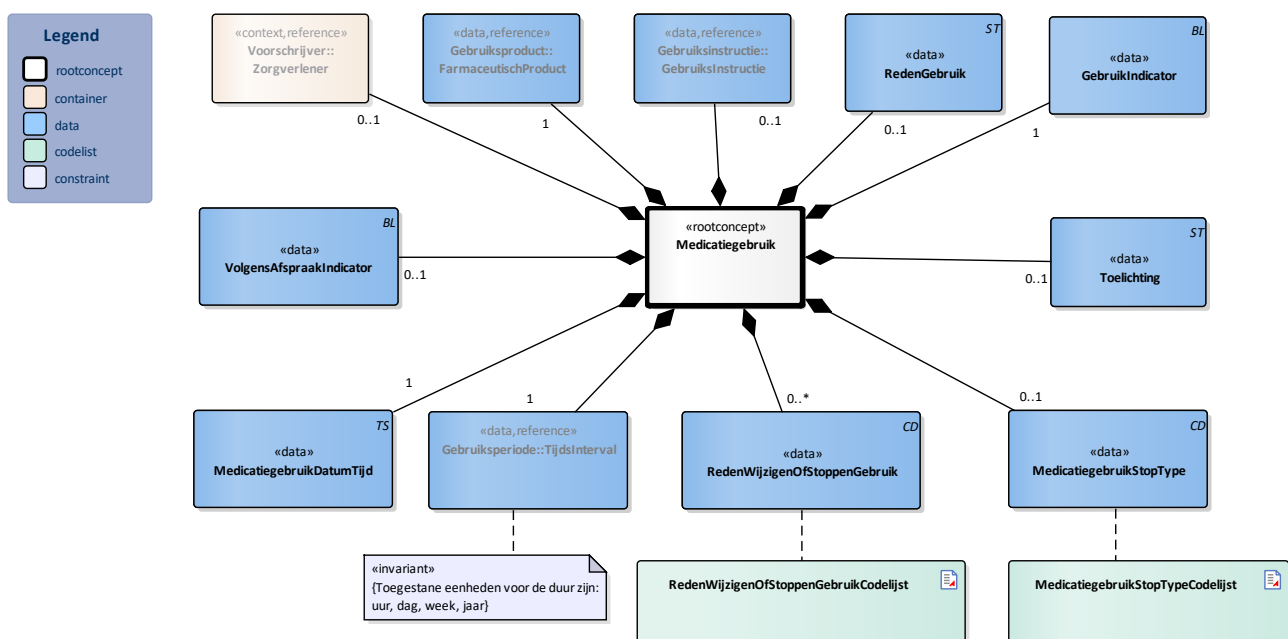 Legend
rootconcept
container
data
codelist
constraint
«context,reference»
Voorschrijver::
Zorgverlener
0..1
«data,reference»
Gebruiksproduct::
FarmaceutischProduct
1
«data,reference»
Gebruiksinstructie::
GebruiksInstructie
0..1
ST
«data»
RedenGebruik
0..1
BL
«data»
GebruikIndicator
1
BL
«data»
VolgensAfspraakIndicator
0..1
«rootconcept»
Medicatiegebruik
ST
«data»
Toelichting
0..1
1
TS
«data»
MedicatiegebruikDatumTijd
1
«data,reference»
Gebruiksperiode::TijdsInterval
0..*
CD
«data»
RedenWijzigenOfStoppenGebruik
0..1
CD
«data»
MedicatiegebruikStopType
«invariant»
{Toegestane eenheden voor de duur zijn:
uur, dag, week, jaar}
RedenWijzigenOfStoppenGebruikCodelijst
MedicatiegebruikStopTypeCodelijst